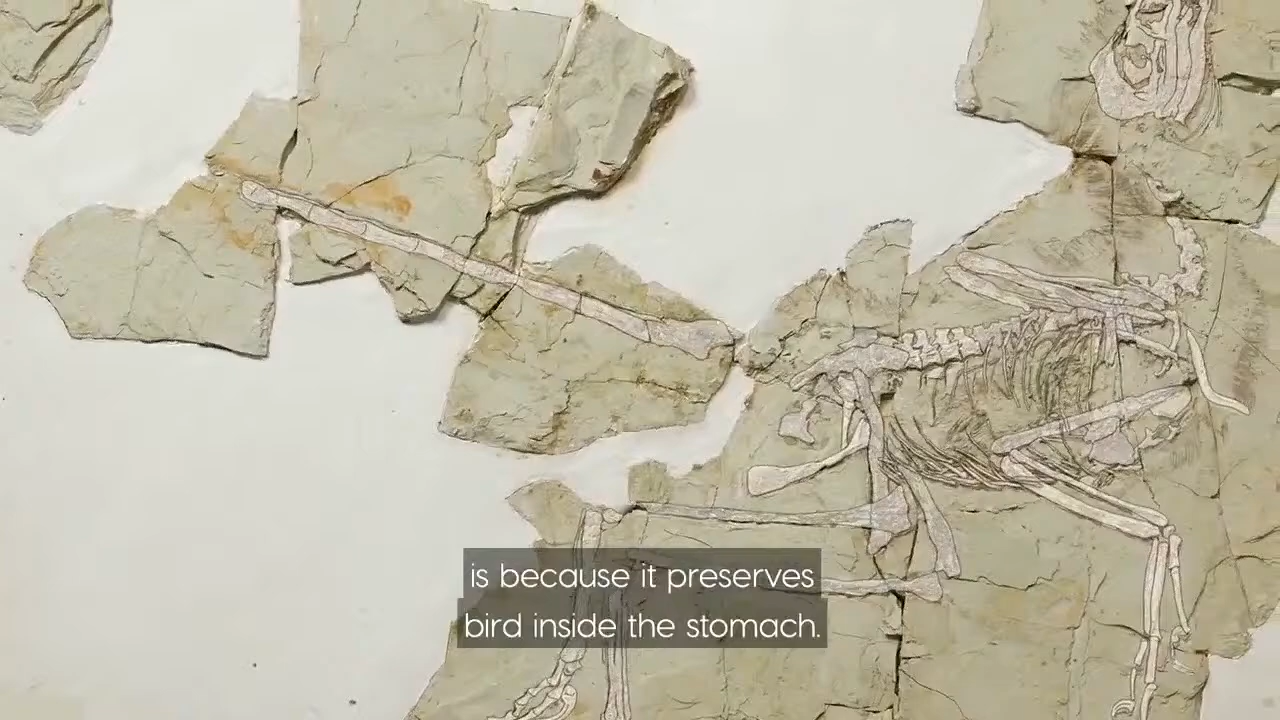 is because it preserves
bird inside the stomach.